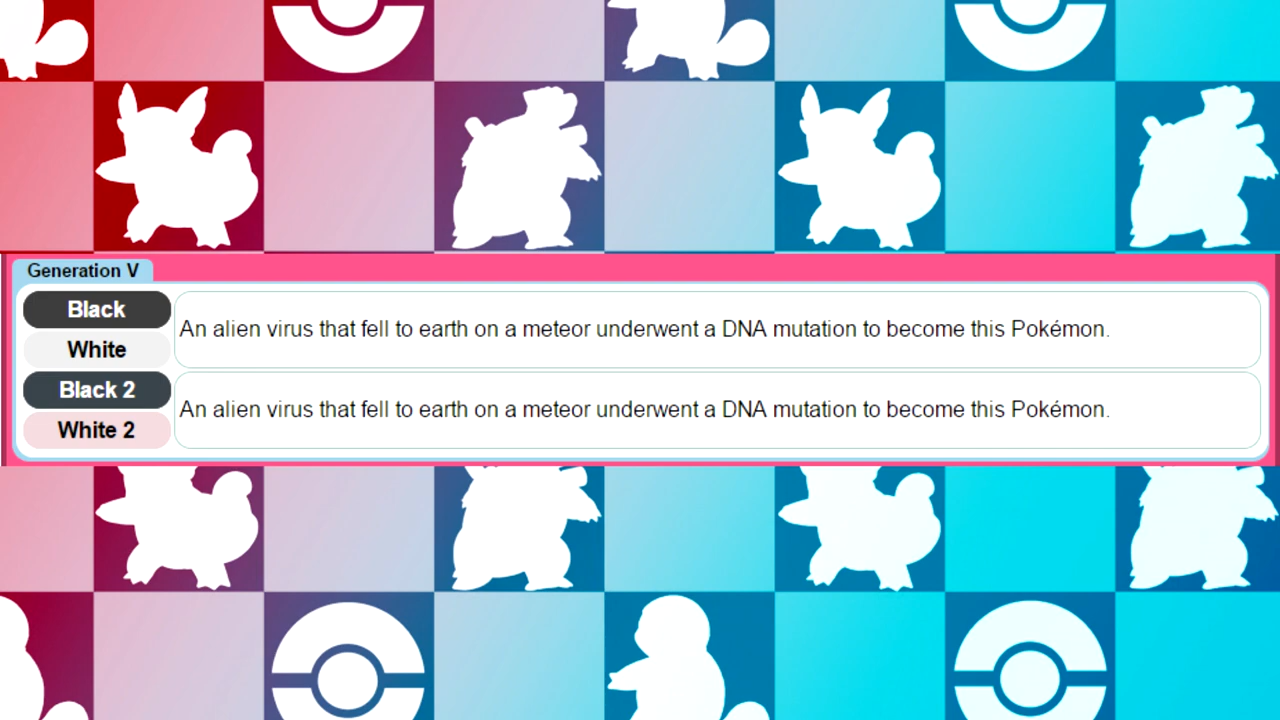 Generation V
Black
White
An alien virus that fell to earth on a meteor underwent a DNA mutation to become this Pokémon.
Black 2
White 2
An alien virus that fell to earth on a meteor underwent a DNA mutation to become this Pokémon.